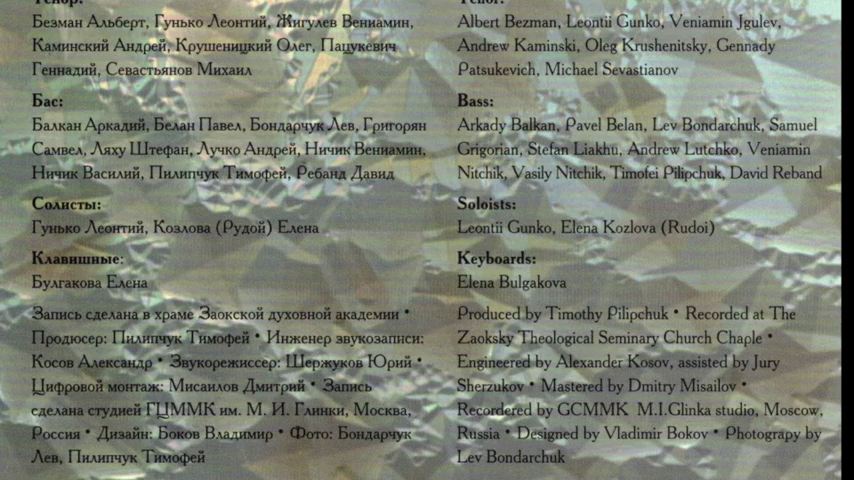 Тенор:
Безман Альберт, Гунько Леонтий, Жигулев Вениамин,
Каминский Андрей, Крушеницкий Олег, Пацукевич
Геннадий, Севастьянов Михаил
Бас:
Балкан Аркадий, Белан Павел, Бондарчук Лев, Григорян
Самвел, Ляху Штефан, Лучко Андрей, Ничик Вениамин,
Ничик Василий, Пилипчук Тимофей, Ребанд Давид
Солисты:
Гунько Леонтий, Козлова (Рудой) Елена
Клавишные:
Булгакова Елена
Запись сделана в храме Заокской духовной академии •
Продюсер: Пилипчук Тимофей • Инженер звукозаписи:
Косов Александр • Звукорежиссер: Шержуков Юрий •
Цифровой монтаж: Мисаилов Дмитрий • Запись
сделана студией ГЦММК им. М. И. Глинки, Москва,
Россия • Дизайн: Боков Владимир • Фото: Бондарчук
Лев, Пилипчук Тимофей
Tenor:
Albert Bezman, Leontii Gunko, Veniamin Jgulev,
Andrew Kaminski, Oleg Krushenitsky, Gennady
Patsukevich, Michael Sevastianov
Bass:
Arkady Balkan, Pavel Belan, Lev Bondarchuk, Samuel
Grigorian, Stefan Liakhu, Andrew Lutchko, Veniamin
Nitchik, Vasily Nitchik, Timofei Pilipchuk, David Reband
Soloists:
Leontii Gunko, Elena Kozlova (Rudoi)
Keyboards:
Elena Bulgakova
Produced by Timothy Pilipchuk • Recorded at The
Zaoksky Theological Seminary Church Chaple •
Engineered by Alexander Kosov, assisted by Jury
Sherzukov • Mastered by Dmitry Misailov •
Recordered by GCMMK M.I.Glinka studio, Moscow,
Russia • Designed by Vladimir Bokov • Photograpy by
Lev Bondarchuk